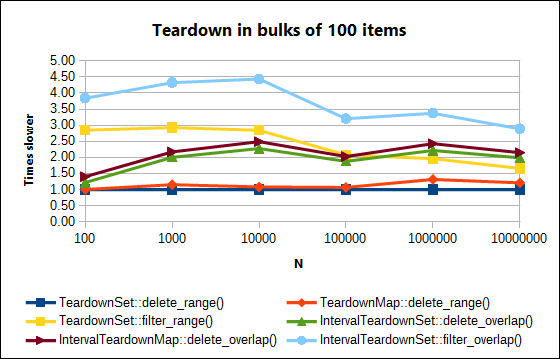 Teardown in bulks of 100 items
5.00
4.50
4.00
3.50
3.00
2.50
2.00
1.50
1.00
0.50
0.00
Times slower
100 1000 10000 100000 1000000 10000000
N
TeardownSet::delete_range() TeardownMap::delete_range()
TeardownSet::filter_range() IntervalTeardownSet::delete_overlap()
IntervalTeardownMap::delete_overlap() IntervalTeardownSet::filter_overlap()